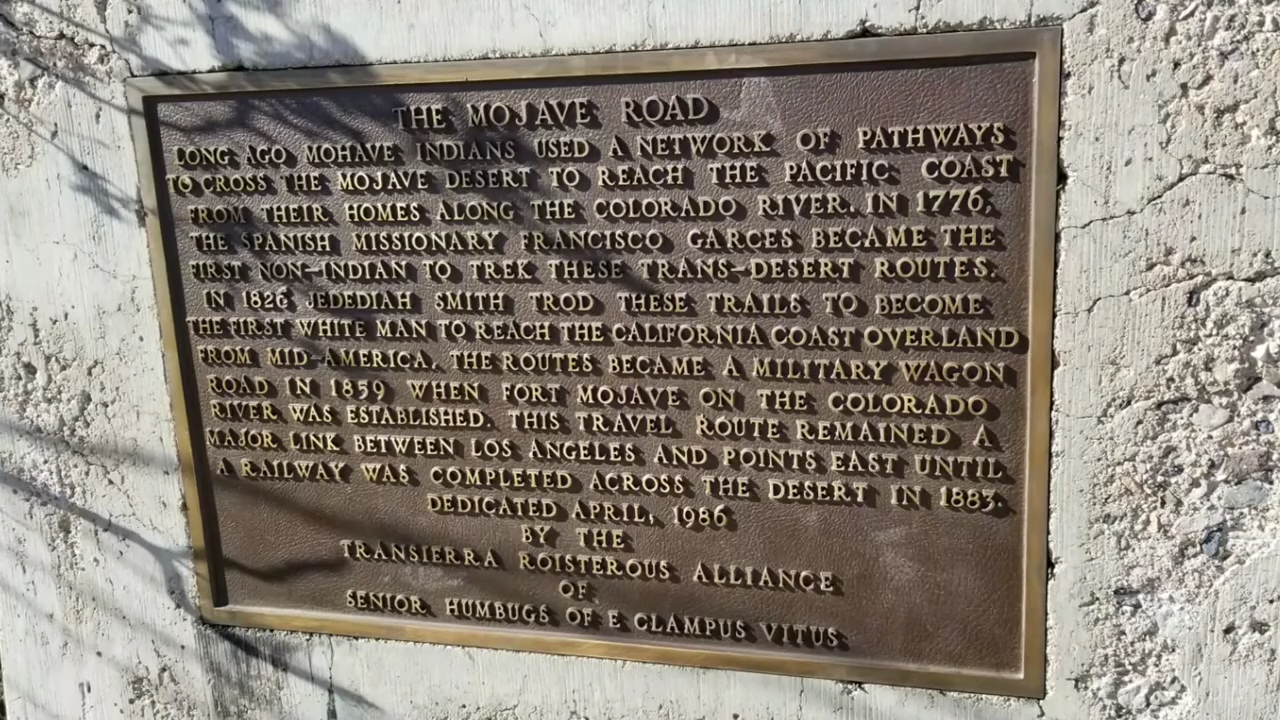 THE MOJAVE ROAD
LONG AGO MOHAVE INDIANS USED A NETWORK OF PATHWAYS
TO CROSS THE MOJAVE DESERT TO REACH THE PACIFIC COAST
FROM THEIR HOMES ALONG THE COLORADO RIVER. IN 1776,
THE SPANISH MISSIONARY FRANCISCO GARCES BECAME THE
FIRST NON-INDIAN TO TREK THESE TRANS-DESERT ROUTES.
IN 1826 JEDEDIAH SMITH TROD THESE TRAILS TO BECOME
THE FIRST WHITE MAN TO REACH THE CALIFORNIA COAST OVERLAND
FROM MID-AMERICA. THE ROUTES BECAME A MILITARY WAGON
ROAD IN 1859 WHEN FORT MOJAVE ON THE COLORADO
RIVER WAS ESTABLISHED. THIS TRAVEL ROUTE REMAINED A
MAJOR LINK BETWEEN LOS ANGELES AND POINTS EAST UNTIL
A RAILWAY WAS COMPLETED ACROSS THE DESERT IN 1883.
DEDICATED APRIL, 1986
BY THE
TRANSIERRA ROISTEROUS ALLIANCE
OF
SENIOR HUMBUGS OF E CLAMPUS VITUS